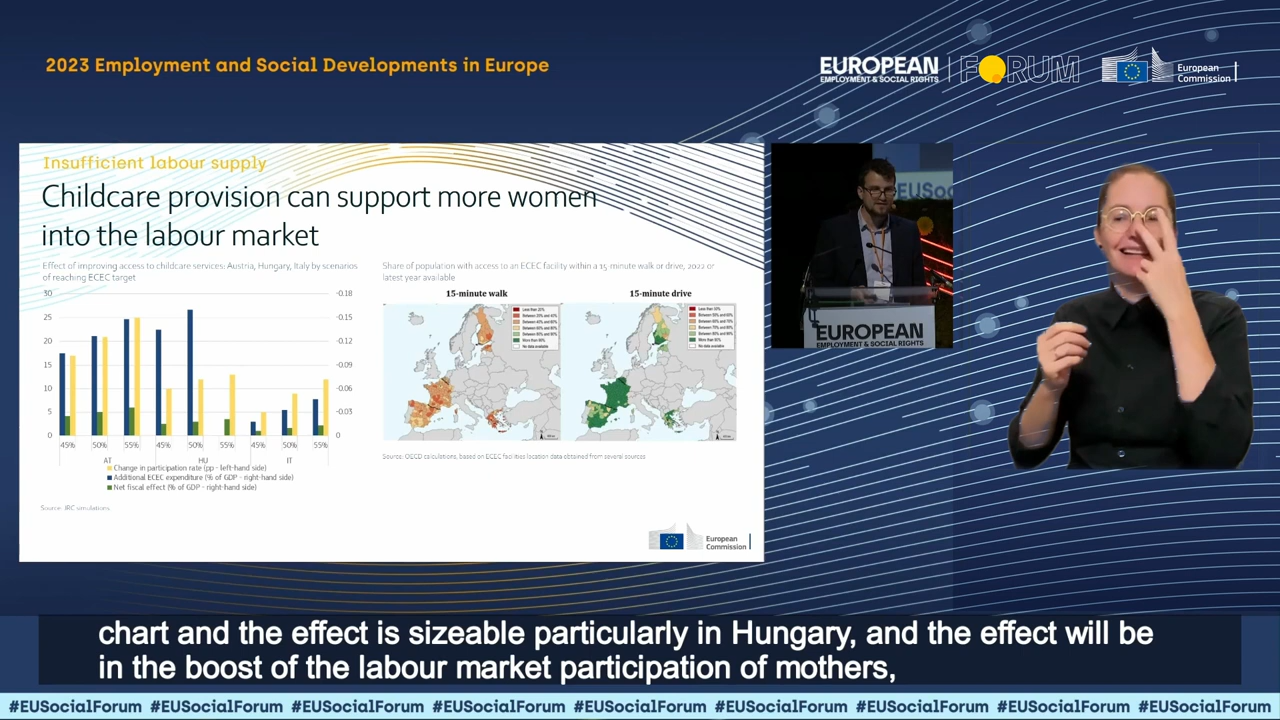 2023 Employment and Social Developments in Europe
EUROPEAN
EMPLOYMENT & SOCIAL RIGHTS
FORUM
European
Commission
Insufficient labour supply
Childcare provision can support more women
into the labour market
Effect of improving access to childcare services: Austria, Hungary, Italy by scenarios
of reaching ECEC target
30 -0.18
25 -0.15
20 -0.12
15 -0.09
10 -0.06
5 -0.03
0 0
45% 50% 55% 45% 50% 55% 45% 50% 55%
AT HU IT
Change in participation rate (pp - left-hand side)
Additional ECEC expenditure (% of GDP - right-hand side)
Net fiscal effect (% of GDP - right-hand side)
Source: JRC simulations.
Share of population with access to an ECEC facility within a 15-minute walk or drive, 2022 or
latest year available
15-minute walk 15-minute drive
No data available
No data available
Source: OECD calculations, based on ECEC facilities location data obtained from several sources
European
Commission
EUSoc
EUROPEAN
EMPLOYMENT & SOCIAL RIGHTS
chart and the effect is sizeable particularly in Hungary, and the effect will be
in the boost of the labour market participation of mothers,
#EUSocialForum #EUSocialForum #EUSocialForum #EUSocialForum #EUSocialForum #EUSocialForum #EUSocialForum #EUSocialForum #EUSocialForum